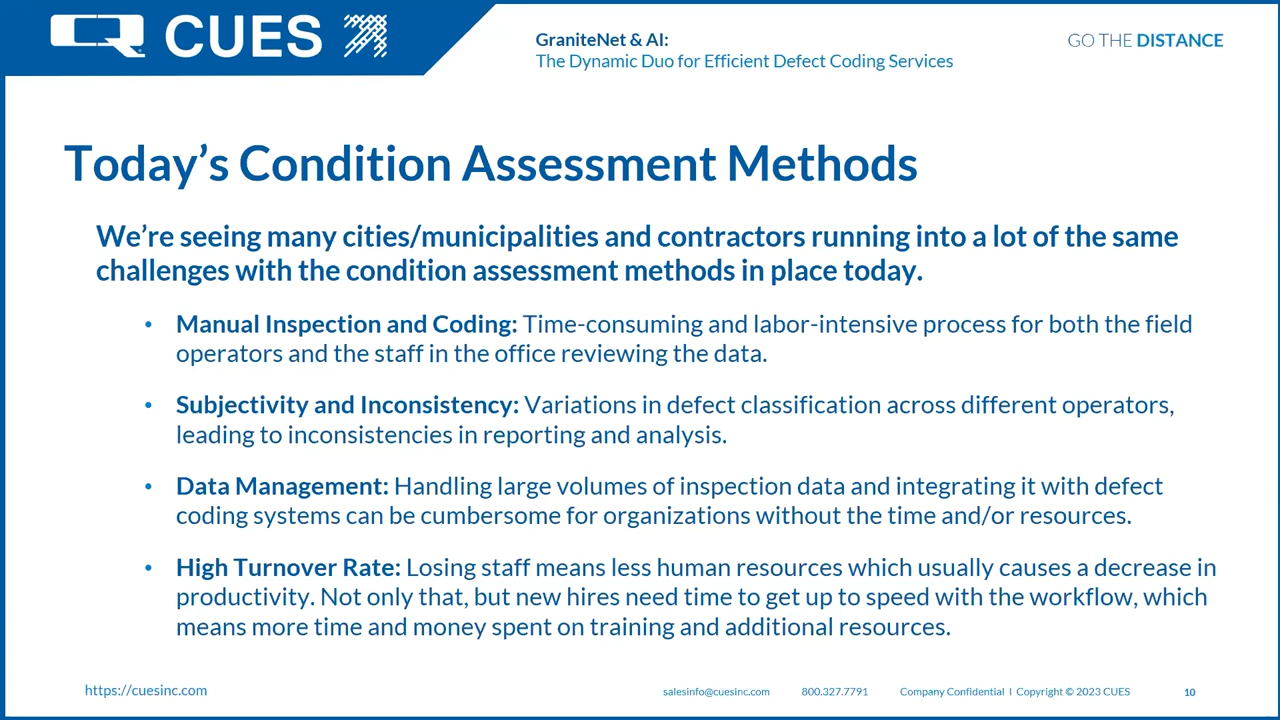 CUES
GraniteNet & AI:
The Dynamic Duo for Efficient Defect Coding Services
GO THE DISTANCE
Today’s Condition Assessment Methods
We’re seeing many cities/municipalities and contractors running into a lot of the same
challenges with the condition assessment methods in place today.
• Manual Inspection and Coding: Time-consuming and labor-intensive process for both the field
operators and the staff in the office reviewing the data.
• Subjectivity and Inconsistency: Variations in defect classification across different operators,
leading to inconsistencies in reporting and analysis.
• Data Management: Handling large volumes of inspection data and integrating it with defect
coding systems can be cumbersome for organizations without the time and/or resources.
• High Turnover Rate: Losing staff means less human resources which usually causes a decrease in
productivity. Not only that, but new hires need time to get up to speed with the workflow, which
means more time and money spent on training and additional resources.
https://cuesinc.com
salesinfo@cuesinc.com 800.327.7791 Company Confidential I Copyright © 2023 CUES 10